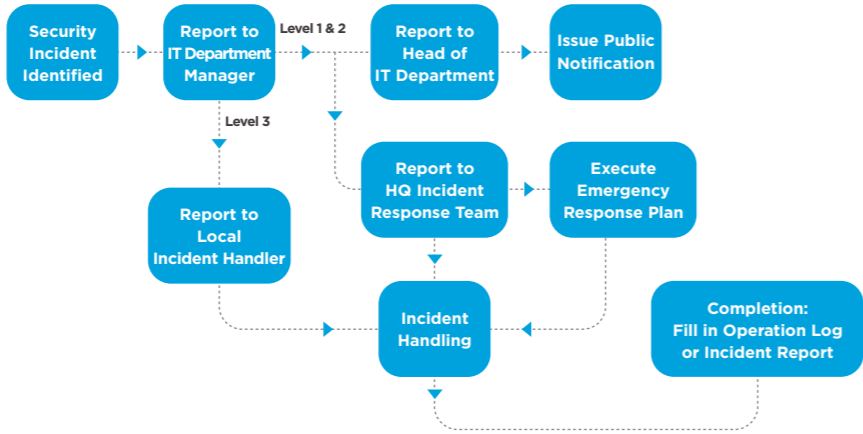 Security
Incident
Identified
Report to
IT Department
Manager
Level 1 & 2
Report to
Head of
IT Department
Issue Public
Notification
Level 3
Report to
HQ Incident
Response Team
Execute
Emergency
Response Plan
Report to
Local
Incident Handler
Incident
Handling
Completion:
Fill in Operation Log
or Incident Report